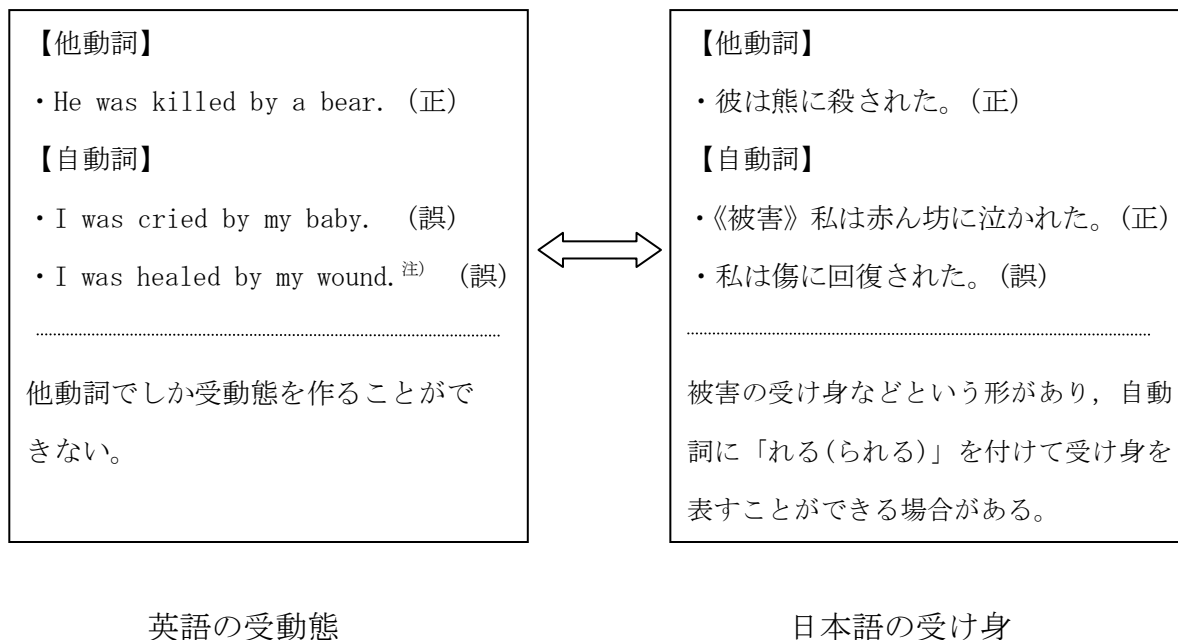 【他動詞】
・He was killed by a bear. (正)
【自動詞】
・I was cried by my baby. (誤)
・I was healed by my wound.注) (誤)
他動詞でしか受動態を作ることがで
きない。
英語の受動態
【他動詞】
・彼は熊に殺された。(正)
【自動詞】
・《被害》私は赤ん坊に泣かれた。(正)
・私は傷に回復された。(誤)
被害の受け身などという形があり，自動
詞に「れる(られる)」を付けて受け身を
表すことができる場合がある。
日本語の受け身